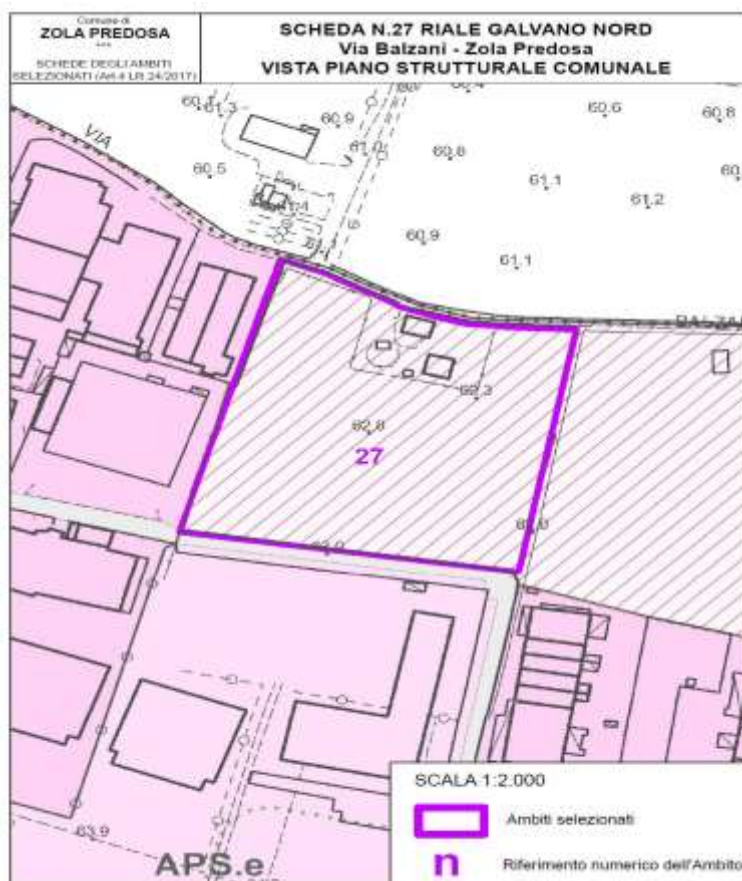 Comune di
ZOLA PREDOSA
***
SCHEDE DEGLI AMBITI
SELEZIONATI (Art.4 LR 24/2017)
SCHEDA N.27 RIALE GALVANO NORD
Via Balzani - Zola Predosa
VISTA PIANO STRUTTURALE COMUNALE
61.3
60.9
60.6
60.8
VIA
61.0
60.8
60.5
61.1
61.2
60.9
61.1
62.3
62.8
27
63.9
APS.e
SCALA 1:2.000
Ambiti selezionati
n
Riferimento numerico dell'Ambito